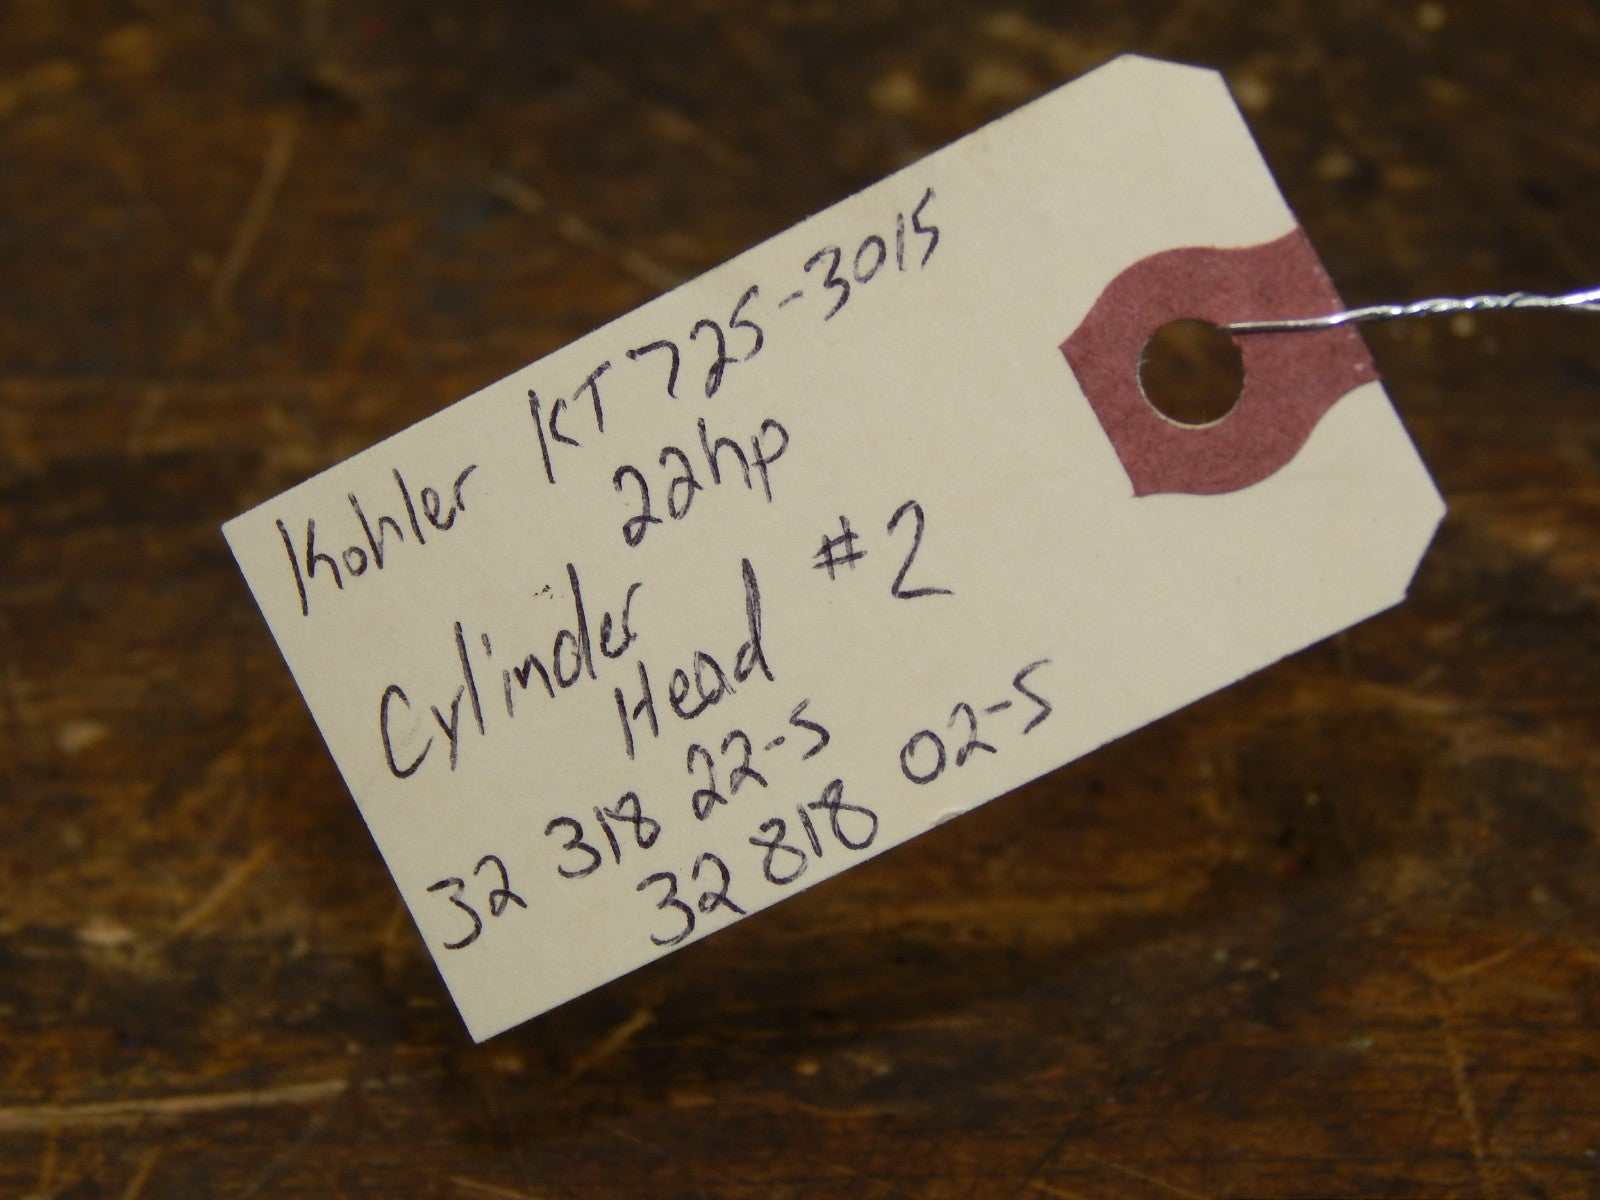 Kohler KT725-3015
22hp
Cylinder
Head #2
32 318 22-S
32 818 02-S